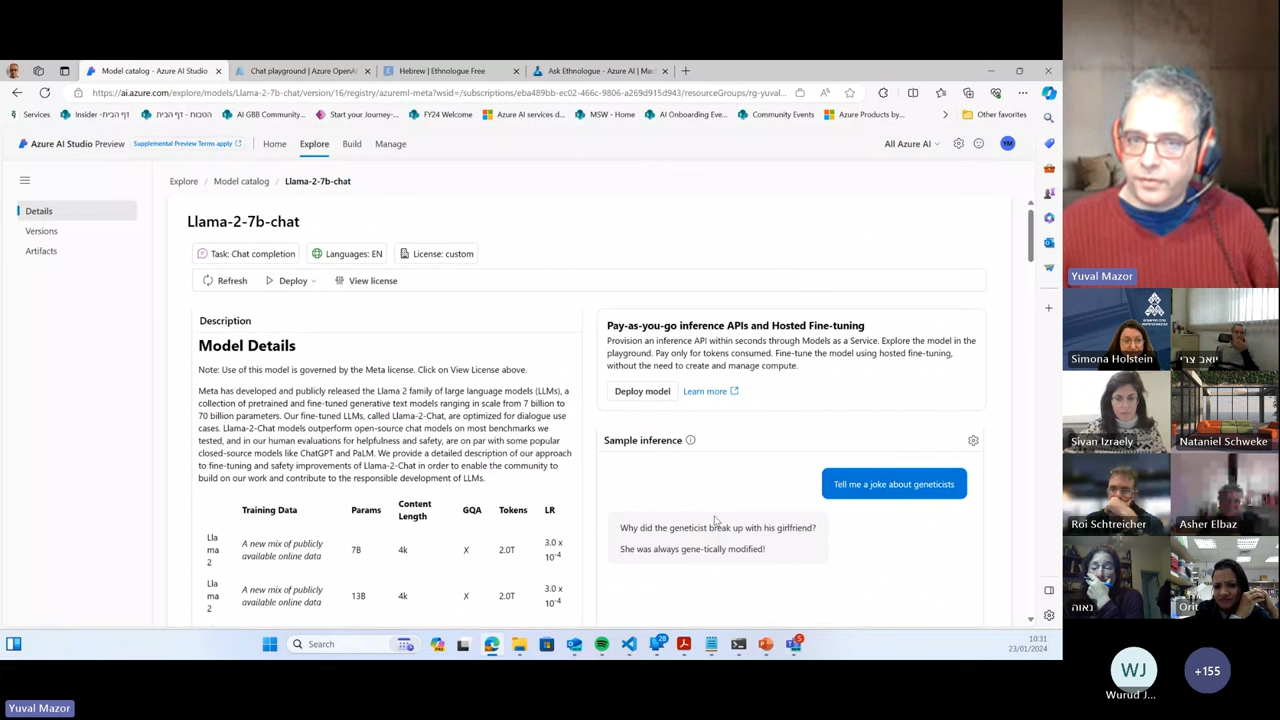 Model catalog - Azure AI Studio
Chat playground | Azure OpenAI
Hebrew | Ethnologue Free
Ask Ethnologue - Azure AI | Ma
https://ai.azure.com/explore/models/Llama-2-7b-chat/version/16/registry/azureml-meta?wsid=/subscriptions/eba489bb-ec02-466c-9806-a269d915d943/resourceGroups/rg-yuval...
Services
Insider - דף הבית
הטבות - דף הבית
AI GBB Community...
Start your Journey-...
FY24 Welcome
Azure AI services d...
MSW - Home
AI Onboarding Eve...
Community Events
Azure Products by...
Other favorites
Azure AI Studio Preview
Supplemental Preview Terms apply
Home
Explore
Build
Manage
All Azure AI
YM
Explore
Model catalog
Llama-2-7b-chat
Details
Versions
Artifacts
Llama-2-7b-chat
Task: Chat completion
Languages: EN
License: custom
Refresh
Deploy
View license
Description
Model Details
Note: Use of this model is governed by the Meta license. Click on View License above.
Meta has developed and publicly released the Llama 2 family of large language models (LLMs), a
collection of pretrained and fine-tuned generative text models ranging in scale from 7 billion to
70 billion parameters. Our fine-tuned LLMs, called Llama-2-Chat, are optimized for dialogue use
cases. Llama-2-Chat models outperform open-source chat models on most benchmarks we
tested, and in our human evaluations for helpfulness and safety, are on par with some popular
closed-source models like ChatGPT and PaLM. We provide a detailed description of our approach
to fine-tuning and safety improvements of Llama-2-Chat in order to enable the community to
build on our work and contribute to the responsible development of LLMs.
Training Data
Params
Content
Length
GQA
Tokens
LR
Lla
ma
2
A new mix of publicly
available online data
7B
4k
X
2.0T
3.0 x
10-4
Lla
ma
2
A new mix of publicly
available online data
13B
4k
X
2.0T
3.0 x
10-4
Pay-as-you-go inference APIs and Hosted Fine-tuning
Provision an inference API within seconds through Models as a Service. Explore the model in the
playground. Pay only for tokens consumed. Fine-tune the model using hosted fine-tuning,
without the need to create and manage compute.
Deploy model
Learn more
Sample inference
Tell me a joke about geneticists
Why did the geneticist break up with his girlfriend?
She was always gene-tically modified!
Search
28
5
10:31
23/01/2024
Yuval Mazor
Simona Holstein
יואב צרי
Sivan Izraely
Nataniel Schweke
Roi Schtreicher
Asher Elbaz
נאוה
Orit
WJ
Wurud J...
+155
Yuval Mazor